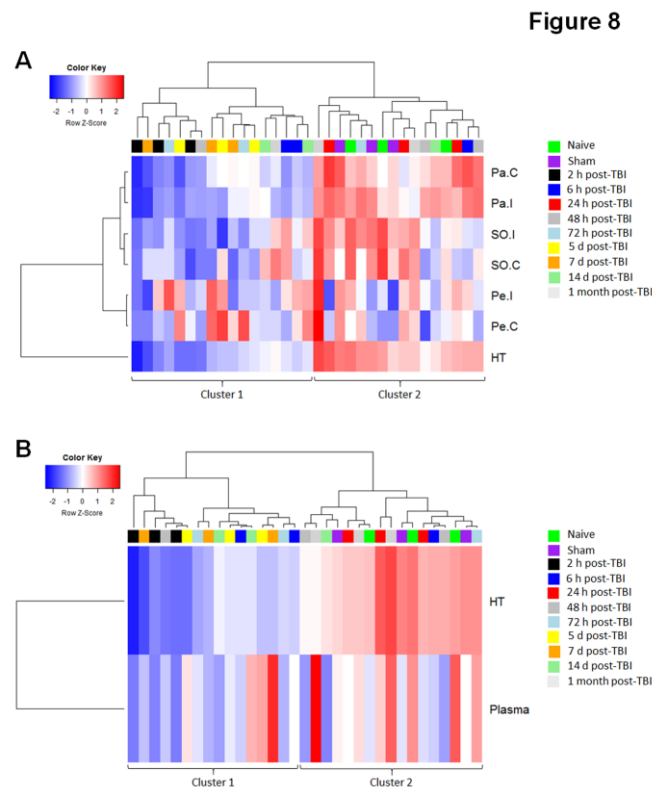 Figure 8
A
Color Key
-2 -1 0 1 2
Row Z-Score
Naive
Sham
2 h post-TBI
6 h post-TBI
24 h post-TBI
48 h post-TBI
72 h post-TBI
5 d post-TBI
7 d post-TBI
14 d post-TBI
1 month post-TBI
Pa.C
Pa.I
SO.I
SO.C
Pe.I
Pe.C
HT
Cluster 1
Cluster 2
B
Color Key
-2 -1 0 1 2
Row Z-Score
Naive
Sham
2 h post-TBI
6 h post-TBI
24 h post-TBI
48 h post-TBI
72 h post-TBI
5 d post-TBI
7 d post-TBI
14 d post-TBI
1 month post-TBI
HT
Plasma
Cluster 1
Cluster 2